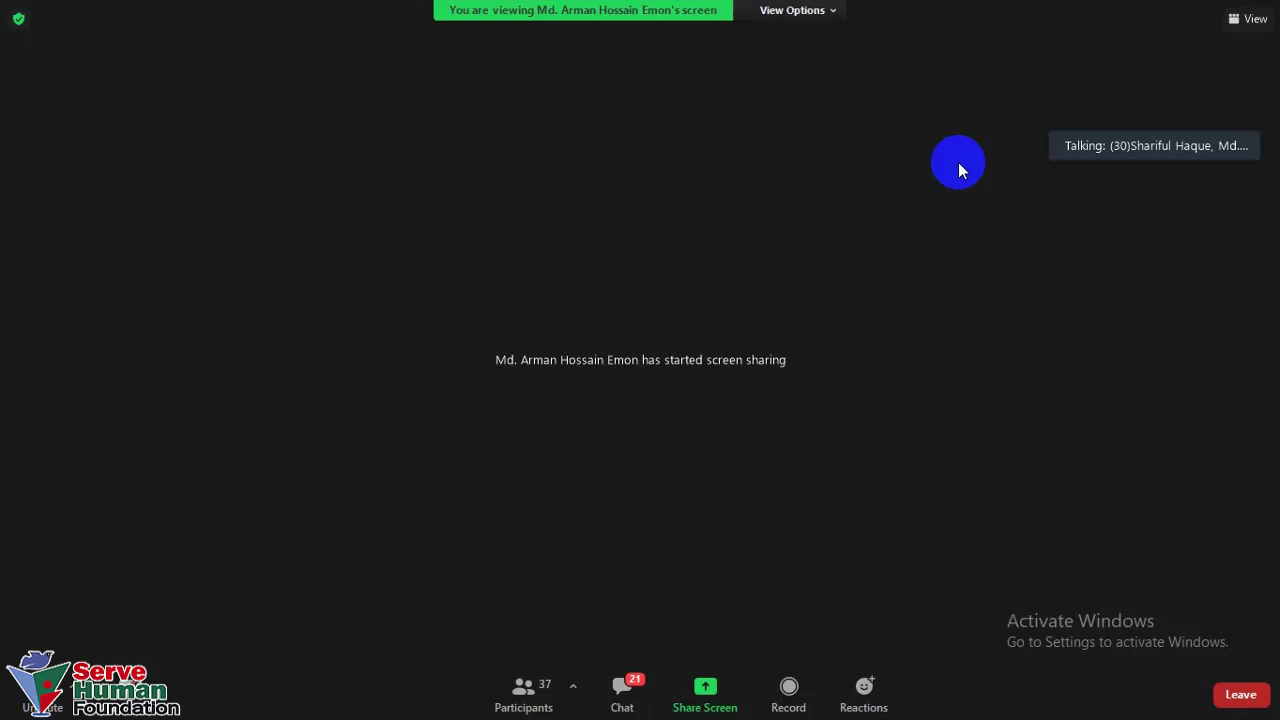 You are viewing Md. Arman Hossain Emon's screen
View Options
View
Talking: (30)Shariful Haque, Md....
Md. Arman Hossain Emon has started screen sharing
Activate Windows
Go to Settings to activate Windows.
Serve
Human
Foundation
37
21
Participants
Chat
Share Screen
Record
Reactions
Leave